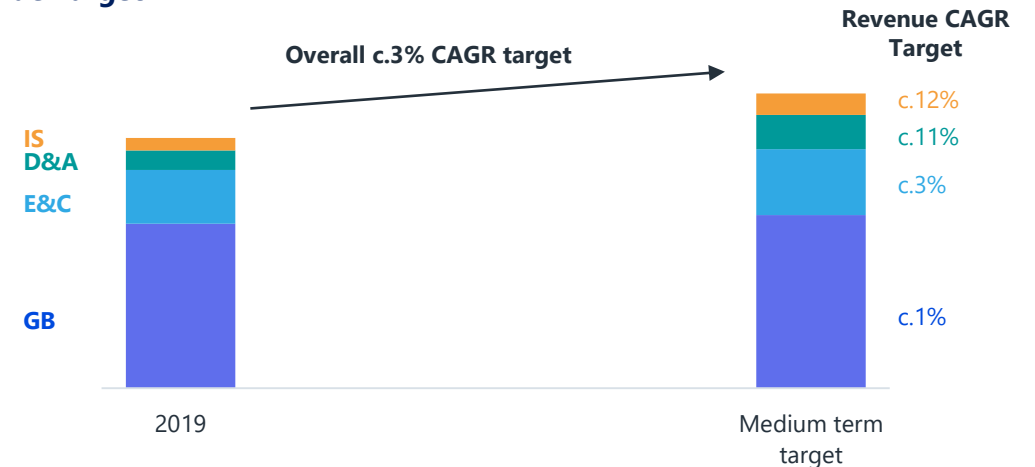 Revenue CAGR
Target
Overall c.3% CAGR target
IS
D&A
E&C
GB
c.12%
c.11%
c.3%
c.1%
2019
Medium term
target